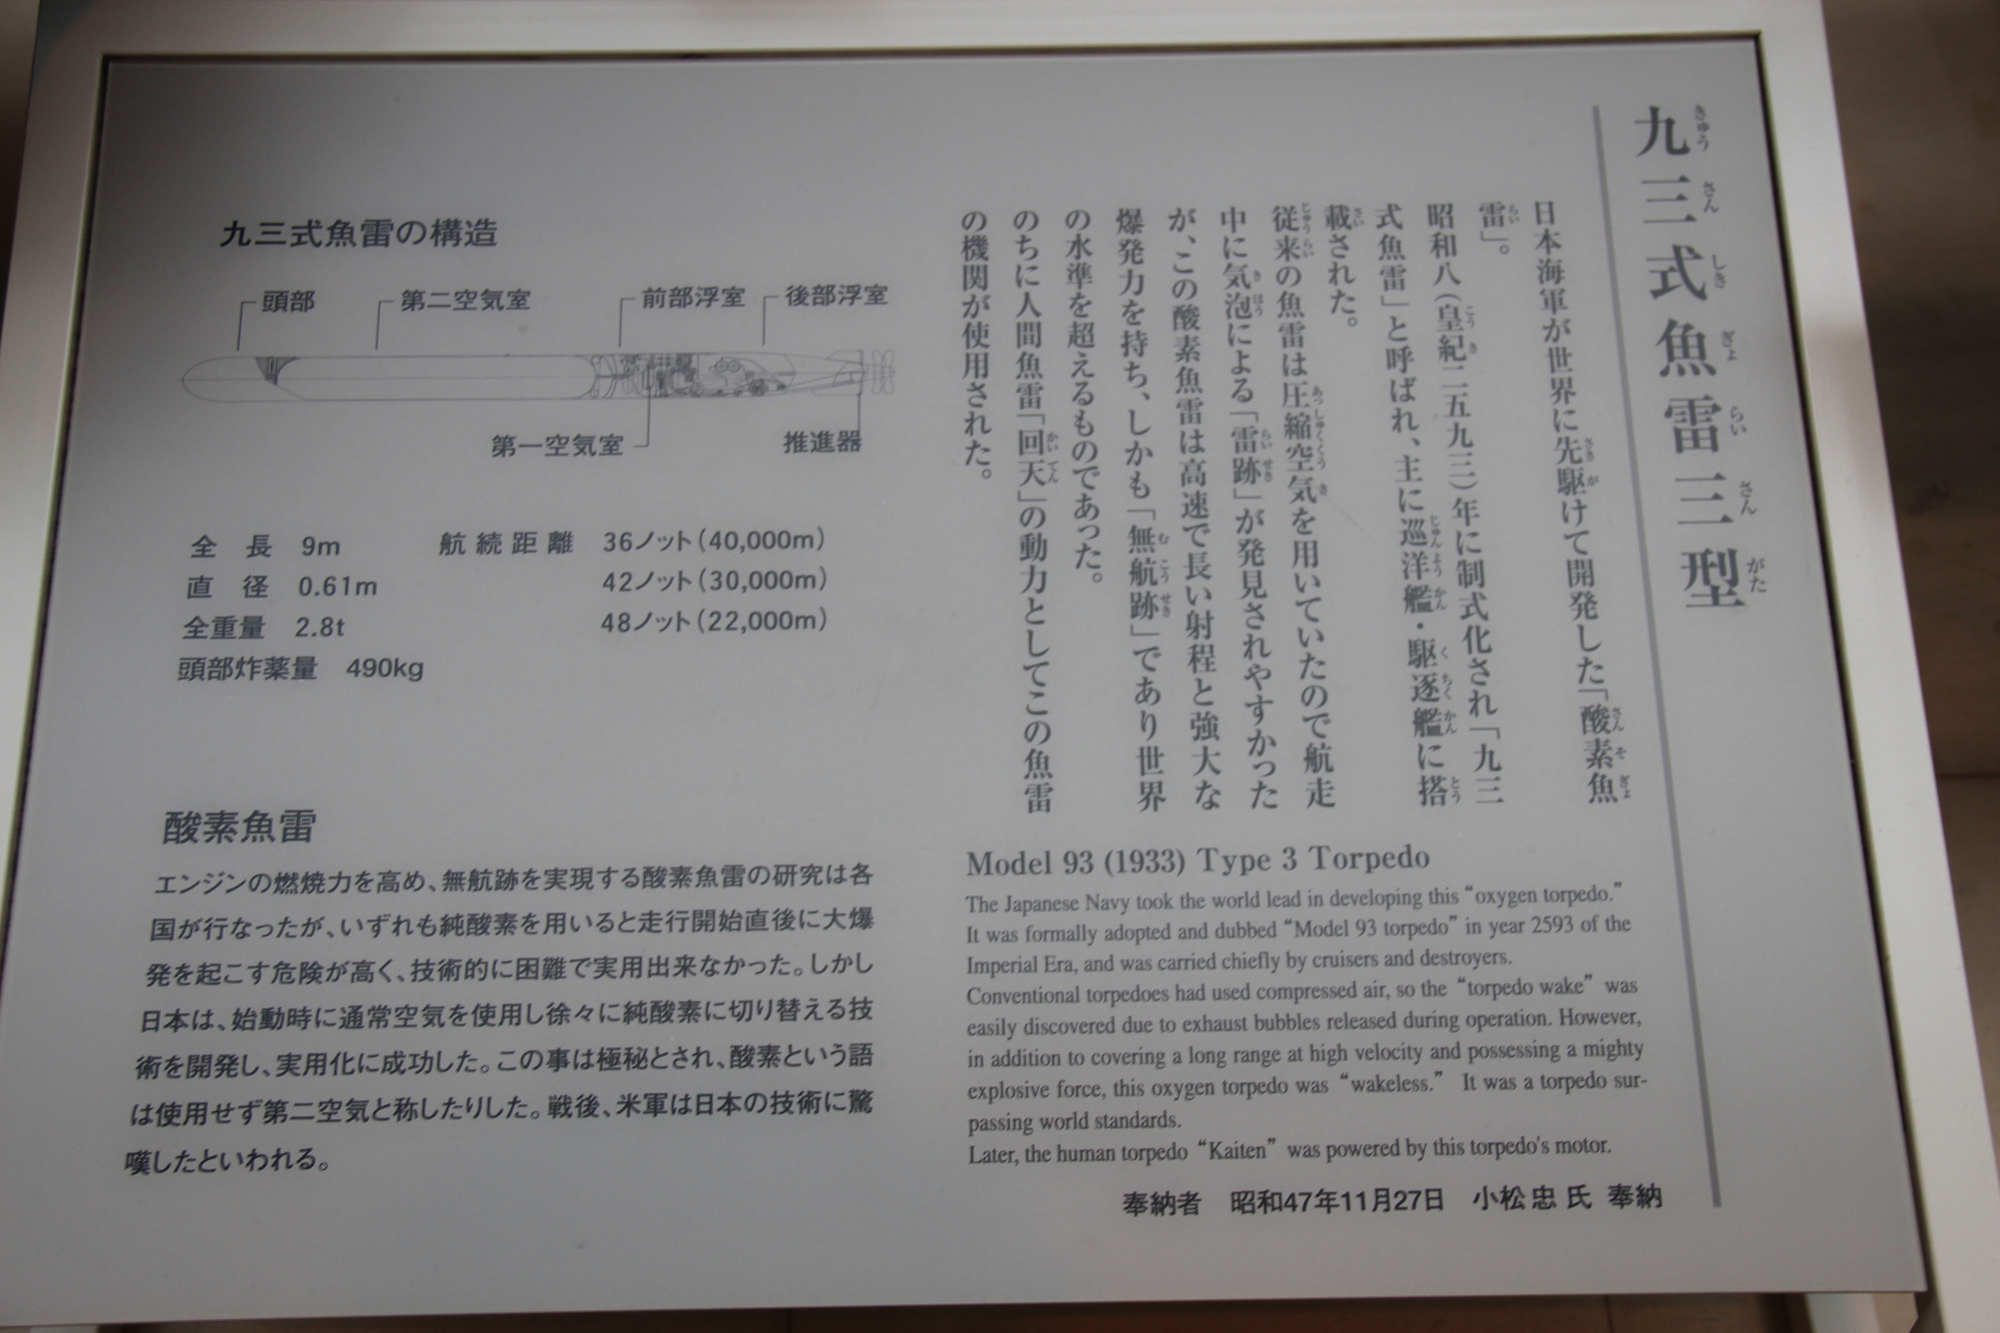 九三式魚雷三型
きゅう さん しき ぎょ らい さん がた
日本海軍が世界に先駆けて開発した「酸素魚
雷」。
昭和八(皇紀二五九三)年に制式化され「九三
式魚雷」と呼ばれ、主に巡洋艦・駆逐艦に搭
載された。
従来の魚雷は圧縮空気を用いていたので航走
中に気泡による「雷跡」が発見されやすかった
が、この酸素魚雷は高速で長い射程と強大な
爆発力を持ち、しかも「無航跡」であり世界
の水準を超えるものであった。
のちに人間魚雷「回天」の動力としてこの魚雷
の機関が使用された。
九三式魚雷の構造
頭部 第二空気室 前部浮室 後部浮室
第一空気室 推進器
全長 9m 航続距離 36ノット(40,000m)
直径 0.61m 42ノット(30,000m)
全重量 2.8t 48ノット(22,000m)
頭部炸薬量 490kg
酸素魚雷
エンジンの燃焼力を高め、無航跡を実現する酸素魚雷の研究は各
国が行なったが、いずれも純酸素を用いると走行開始直後に大爆
発を起こす危険が高く、技術的に困難で実用出来なかった。しかし
日本は、始動時に通常空気を使用し徐々に純酸素に切り替える技
術を開発し、実用化に成功した。この事は極秘とされ、酸素という語
は使用せず第二空気と称したりした。戦後、米軍は日本の技術に驚
嘆したといわれる。
Model 93 (1933) Type 3 Torpedo
The Japanese Navy took the world lead in developing this “oxygen torpedo.”
It was formally adopted and dubbed “Model 93 torpedo” in year 2593 of the
Imperial Era, and was carried chiefly by cruisers and destroyers.
Conventional torpedoes had used compressed air, so the “torpedo wake” was
easily discovered due to exhaust bubbles released during operation. However,
in addition to covering a long range at high velocity and possessing a mighty
explosive force, this oxygen torpedo was “wakeless.” It was a torpedo sur-
passing world standards.
Later, the human torpedo “Kaiten” was powered by this torpedo's motor.
奉納者 昭和47年11月27日 小松忠氏 奉納